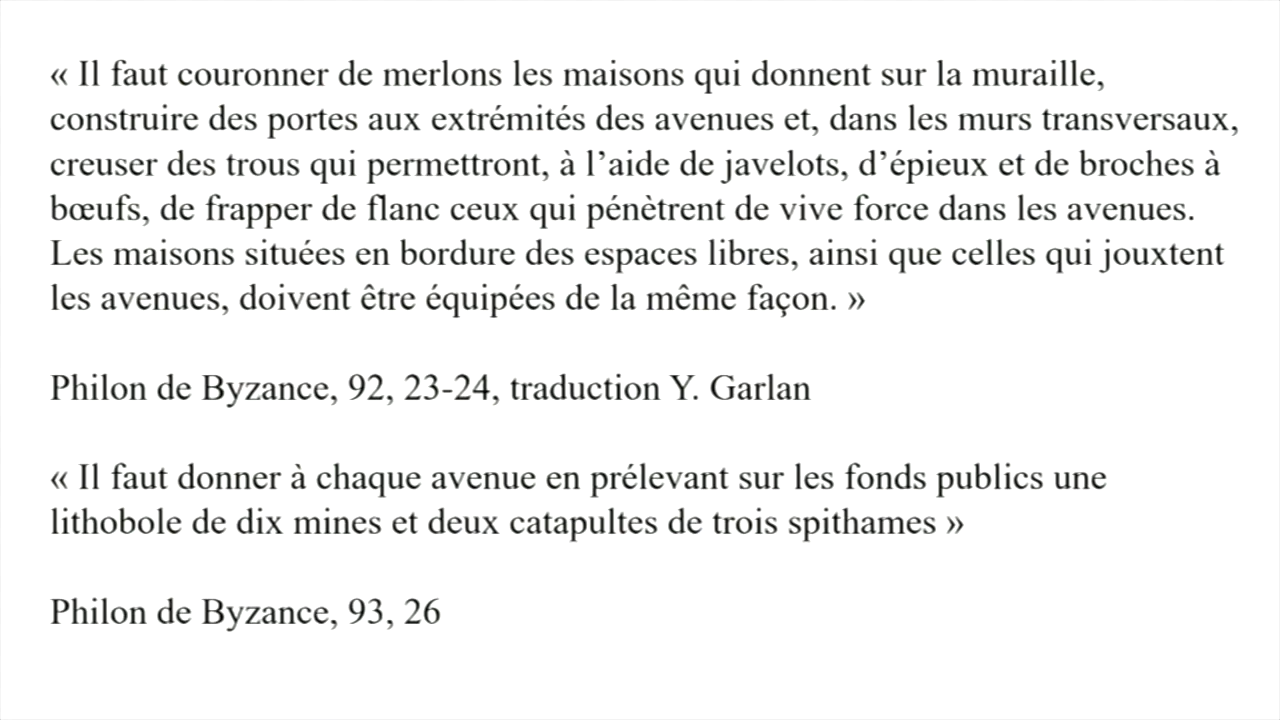 « Il faut couronner de merlons les maisons qui donnent sur la muraille,
construire des portes aux extrémités des avenues et, dans les murs transversaux,
creuser des trous qui permettront, à l’aide de javelots, d’épieux et de broches à
bœufs, de frapper de flanc ceux qui pénètrent de vive force dans les avenues.
Les maisons situées en bordure des espaces libres, ainsi que celles qui jouxtent
les avenues, doivent être équipées de la même façon. »
Philon de Byzance, 92, 23-24, traduction Y. Garlan
« Il faut donner à chaque avenue en prélevant sur les fonds publics une
lithobole de dix mines et deux catapultes de trois spithames »
Philon de Byzance, 93, 26